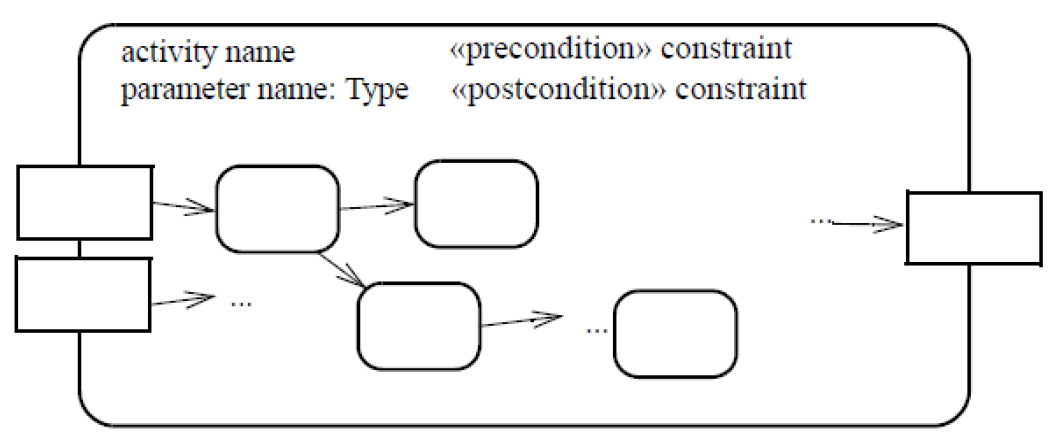 activity name «precondition» constraint
parameter name: Type «postcondition» constraint
...
...
...